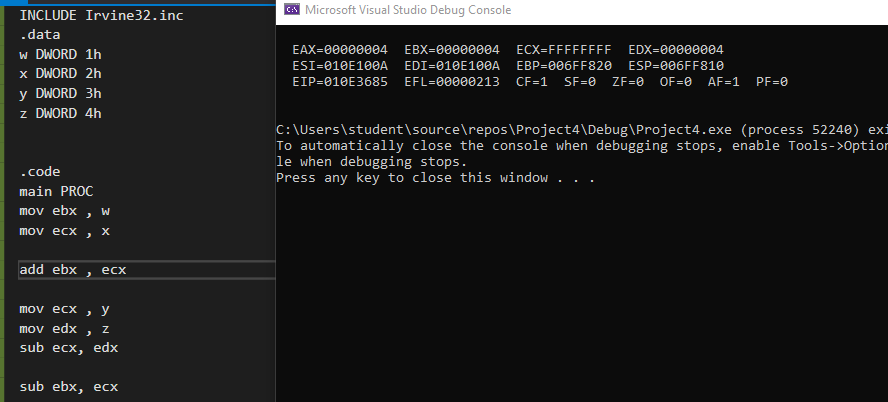 INCLUDE Irvine32.inc
.data
w DWORD 1h
x DWORD 2h
y DWORD 3h
z DWORD 4h
.code
main PROC
mov ebx , w
mov ecx , x
add ebx , ecx
mov ecx , y
mov edx , z
sub ecx, edx
sub ebx, ecx
Microsoft Visual Studio Debug Console
EAX=00000004 EBX=00000004 ECX=FFFFFFFF EDX=00000004
ESI=010E100A EDI=010E100A EBP=006FF820 ESP=006FF810
EIP=010E3685 EFL=00000213 CF=1 SF=0 ZF=0 OF=0 AF=1 PF=0
C:\Users\student\source\repos\Project4\Debug\Project4.exe (process 52240) exi
To automatically close the console when debugging stops, enable Tools->Option
le when debugging stops.
Press any key to close this window . . .